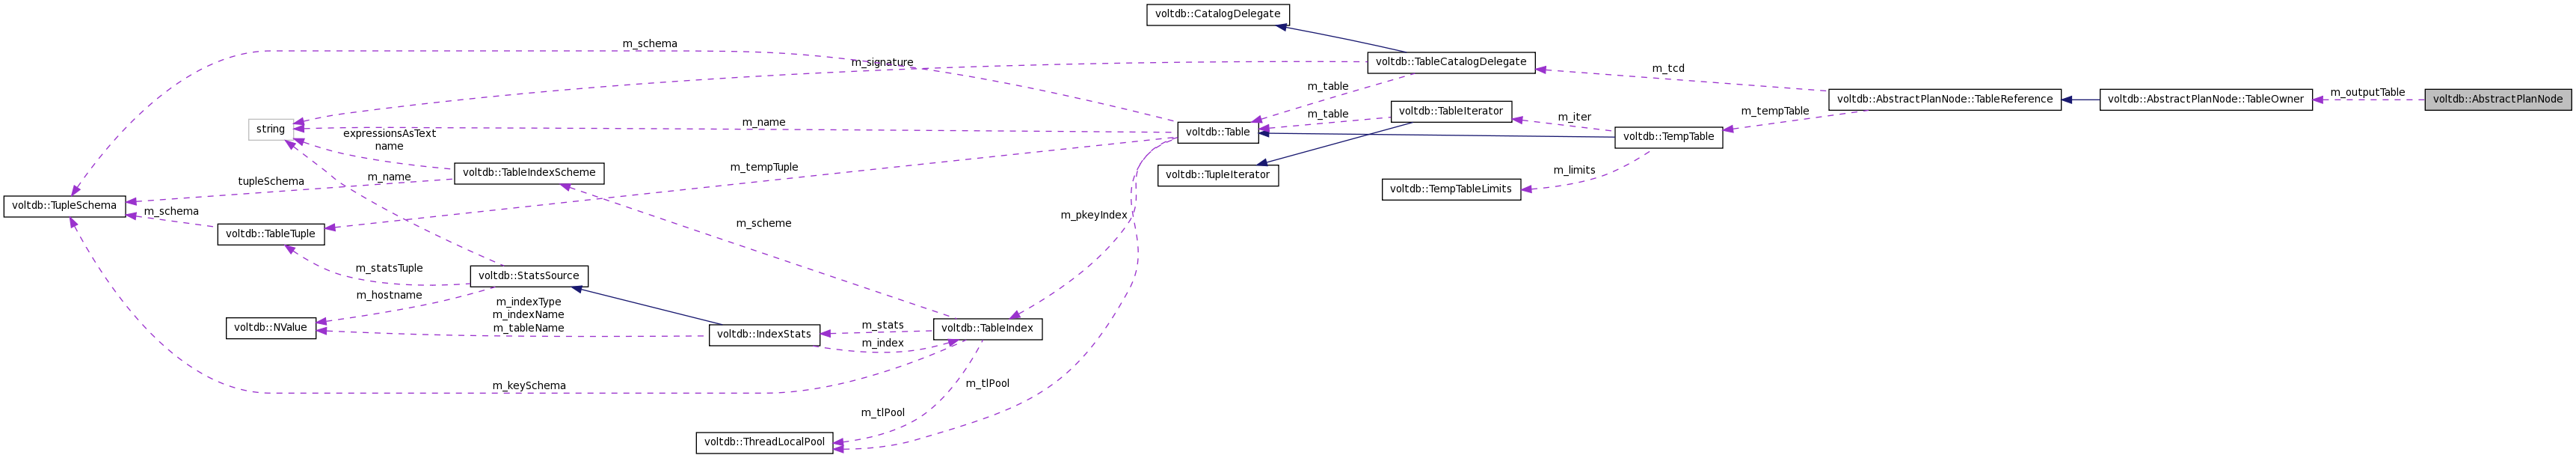 voltdb::CatalogDelegate
m_schema
m_signature
voltdb::TableCatalogDelegate
m_tcd
m_table
voltdb::AbstractPlanNode::TableReference
voltdb::AbstractPlanNode::TableOwner
m_outputTable
voltdb::AbstractPlanNode
voltdb::TableIterator
m_tempTable
m_table
m_iter
string
m_name
voltdb::Table
voltdb::TempTable
expressionsAsText
name
m_tempTuple
voltdb::TableIndexScheme
voltdb::TupleIterator
m_limits
tupleSchema
m_name
voltdb::TempTableLimits
voltdb::TupleSchema
m_schema
m_pkeyIndex
m_scheme
voltdb::TableTuple
m_statsTuple
voltdb::StatsSource
m_hostname
m_indexType
m_indexName
m_tableName
voltdb::NValue
voltdb::IndexStats
m_stats
m_index
voltdb::TableIndex
m_keySchema
m_tlPool
m_tlPool
voltdb::ThreadLocalPool